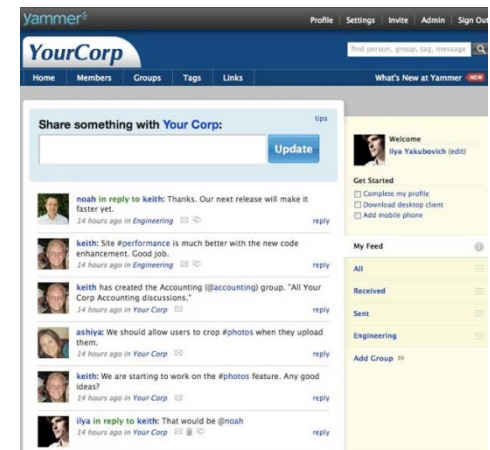 yammer
Profile Settings Invite Admin Sign Out
YourCorp
find person, group, tag, message
Home Members Groups Tags Links
What's New at Yammer NEW
Share something with Your Corp:
tips
Update
noah in reply to keith: Thanks. Our next release will make it
faster yet.
14 hours ago in Engineering
reply
keith: Site #performance is much better with the new code
enhancement. Good job.
14 hours ago in Engineering
reply
keith has created the Accounting (@accounting) group. "All Your
Corp Accounting discussions."
14 hours ago in Your Corp
reply
ashiya: We should allow users to crop #photos when they upload
them.
14 hours ago in Your Corp
reply
keith: We are starting to work on the #photos feature. Any good
ideas?
14 hours ago in Your Corp
reply
ilya in reply to keith: That would be @noah
14 hours ago in Your Corp
reply
Welcome
Ilya Yakubovich (edit)
Get Started
Complete my profile
Download desktop client
Add mobile phone
My Feed
All
Received
Sent
Engineering
Add Group >>